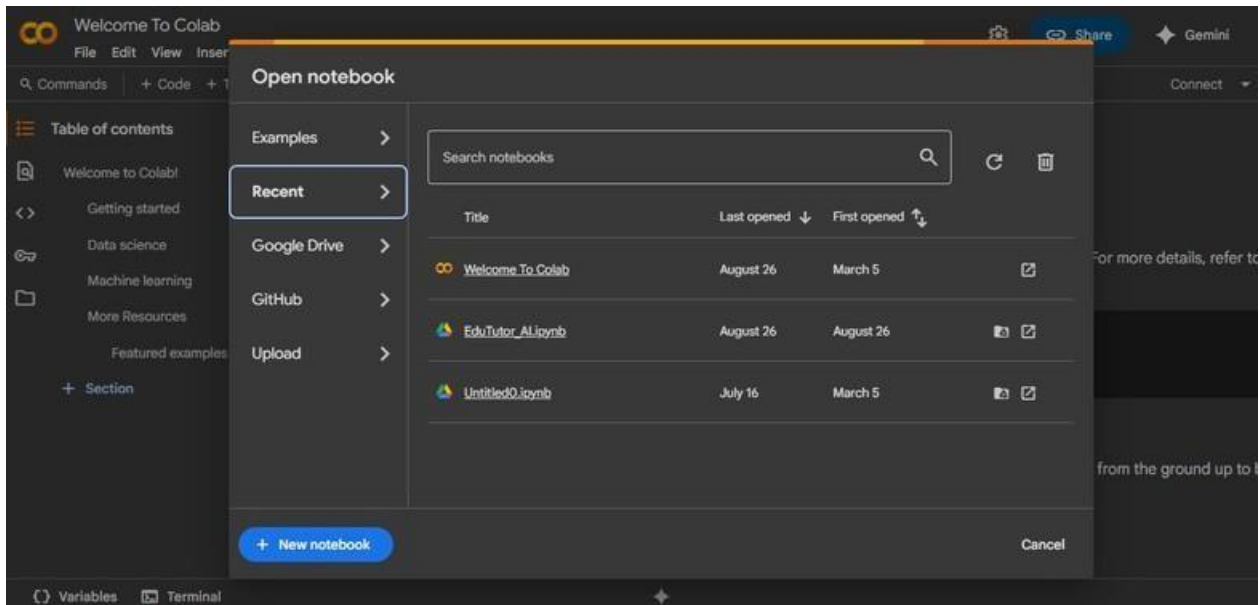 Welcome To Colab
File Edit View Inser
Share
Gemini
Commands
+ Code + T
Connect
Table of contents
Welcome to Colab!
Getting started
Data science
Machine learning
More Resources
Featured examples
+ Section
Open notebook
Examples
Recent
Google Drive
GitHub
Upload
Search notebooks
Title Last opened First opened
Welcome To Colab August 26 March 5
EduTutor_AI.ipynb August 26 August 26
Untitled0.ipynb July 16 March 5
For more details, refer to
from the ground up to
+ New notebook
Cancel
Variables
Terminal